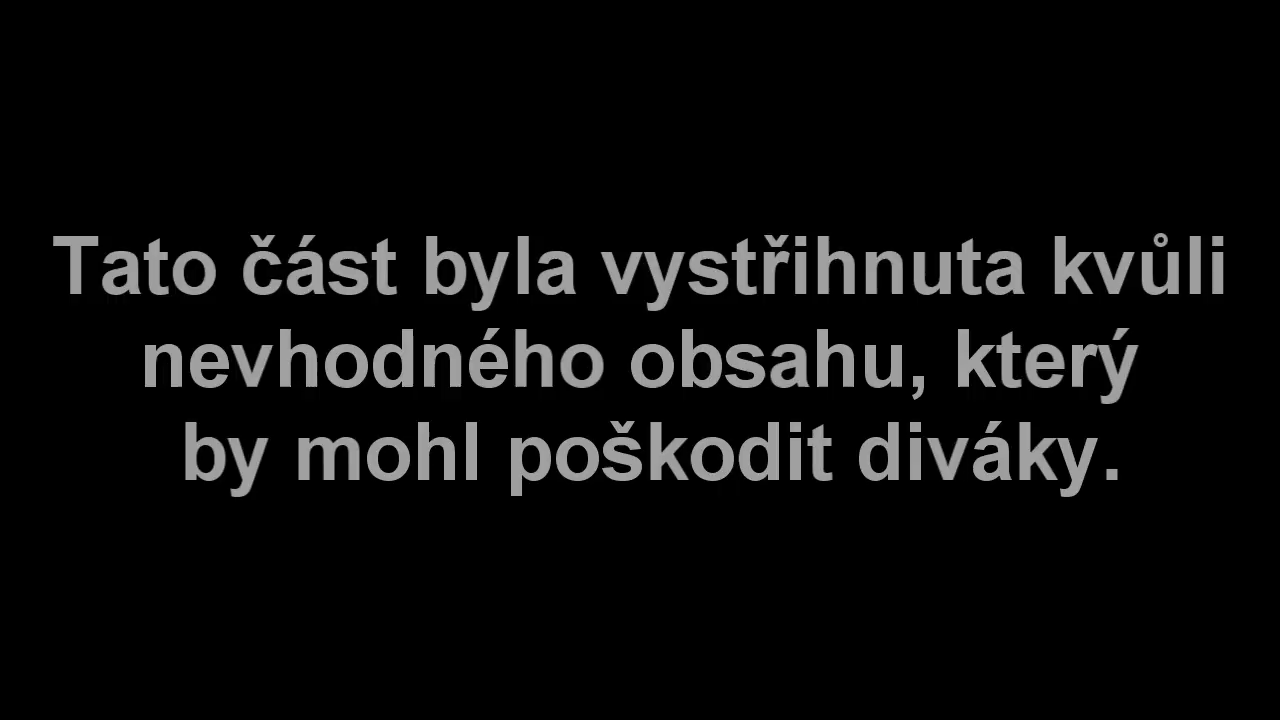 Tato část byla vystřihnuta kvůli
nevhodného obsahu, který
by mohl poškodit diváky.